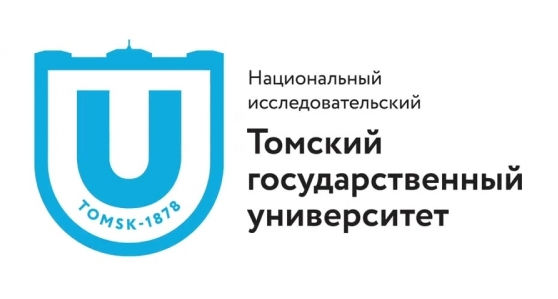 U
TOMSK-1878
Национальный
исследовательский
Томский
государственный
университет